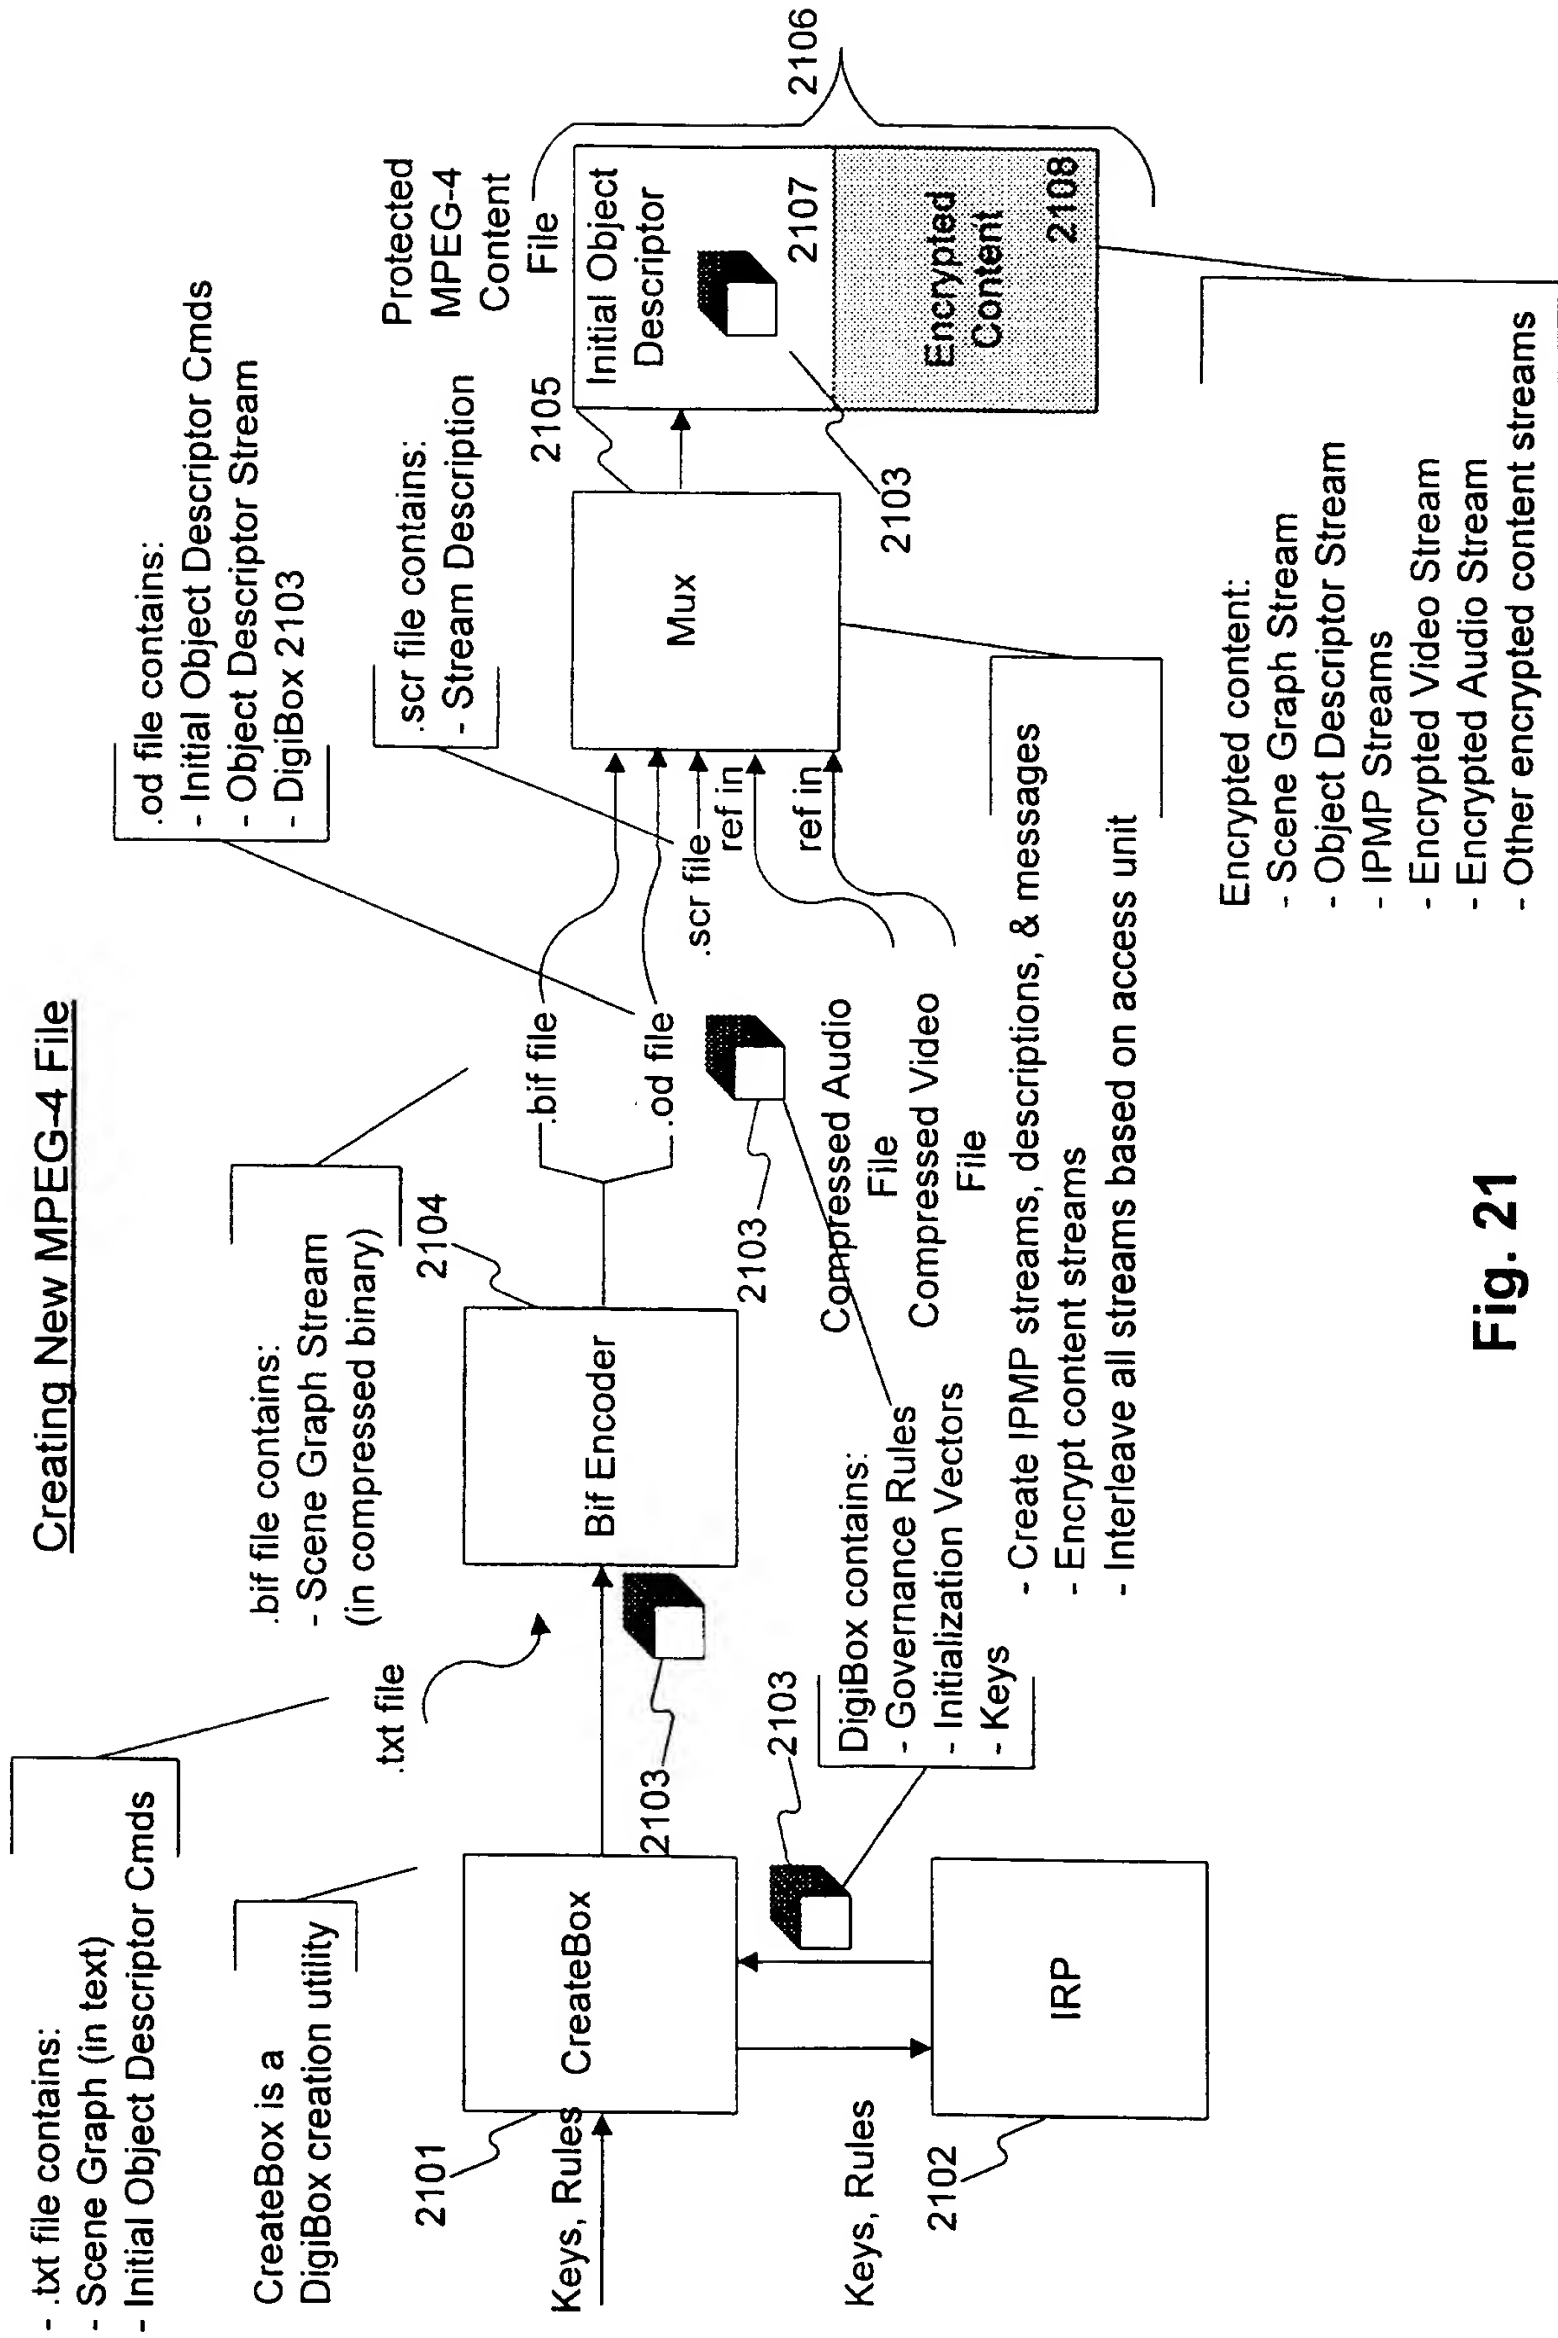 Creating New MPEG-4 File
- .txt file contains:
- Scene Graph (in text)
- Initial Object Descriptor Cmds
CreateBox is a
DigiBox creation utility
.bif file contains:
- Scene Graph Stream
(in compressed binary)
.od file contains:
- Initial Object Descriptor Cmds
- Object Descriptor Stream
- DigiBox 2103
.scr file contains:
- Stream Description
Protected
MPEG-4
Content
File
2101
Keys, Rules
CreateBox
.txt file
2103
2104
Bif Encoder
.bif file
.od file
2103
.scr file
ref in
ref in
2105
Mux
Initial Object
Descriptor
2107
2103
Encrypted
Content
2108
2106
Keys, Rules
2102
IRP
2103
DigiBox contains:
- Governance Rules
- Initialization Vectors
- Keys
Compressed Audio
File
Compressed Video
File
- Create IPMP streams, descriptions, & messages
- Encrypt content streams
- Interleave all streams based on access unit
Encrypted content:
- Scene Graph Stream
- Object Descriptor Stream
- IPMP Streams
- Encrypted Video Stream
- Encrypted Audio Stream
- Other encrypted content streams
Fig. 21